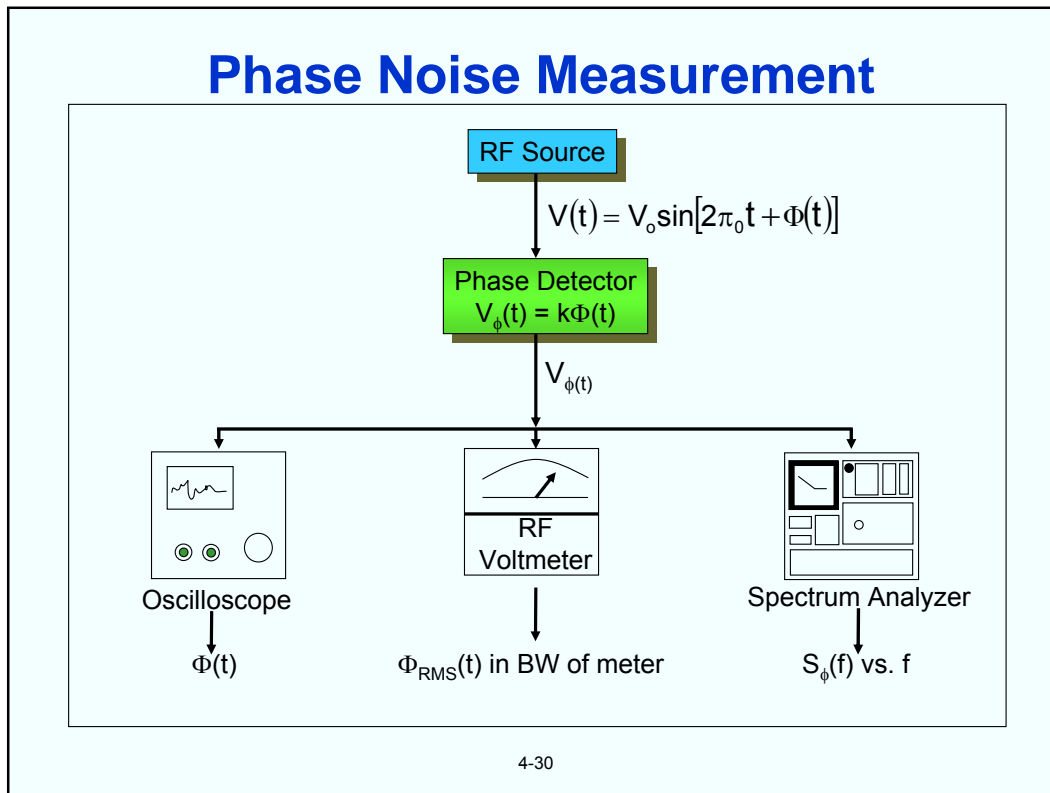 Phase Noise Measurement
RF Source
V(t) = Vₒsin[2π₀t + Φ(t)]
Phase Detector
V_ϕ(t) = kΦ(t)
V_ϕ(t)
RF
Voltmeter
Oscilloscope
Spectrum Analyzer
Φ(t)
Φ_RMS(t) in BW of meter
S_ϕ(f) vs. f
4-30